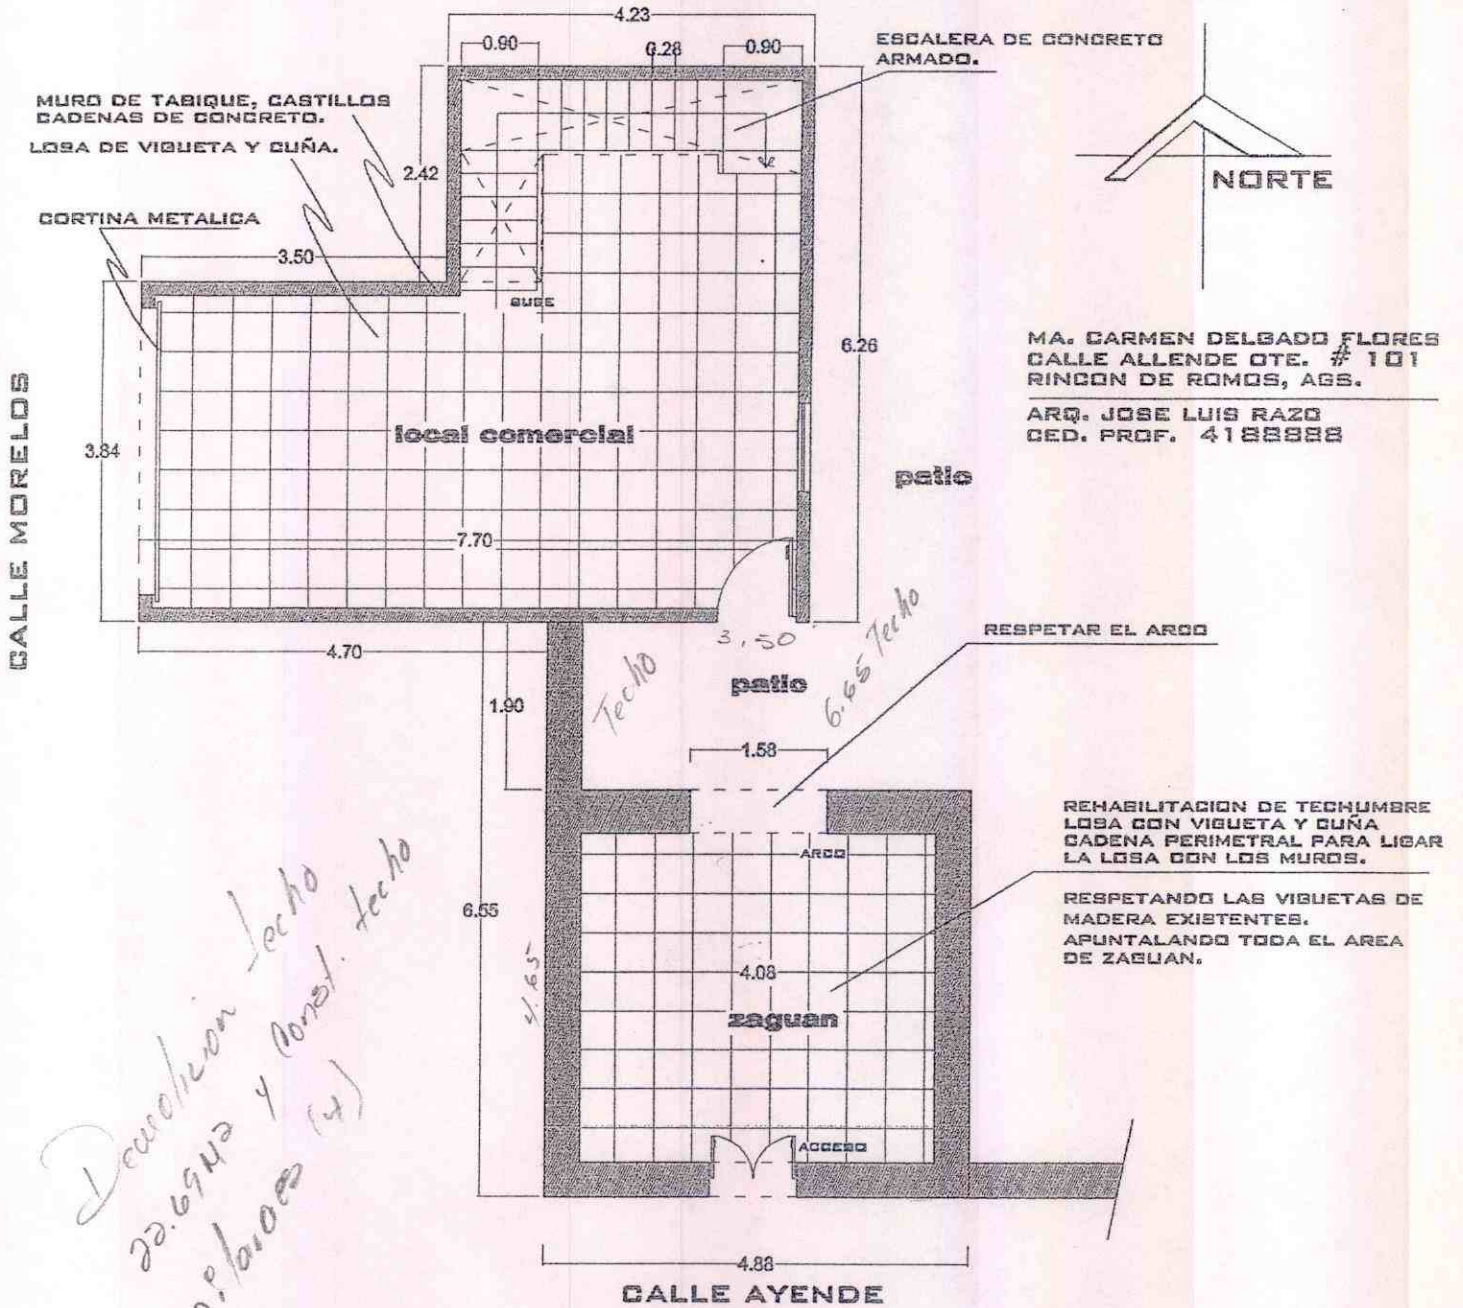 4.23
0.90
0.28
0.90
ESCALERA DE CONCRETO
ARMADO.
MURO DE TABIQUE, CASTILLOS
CADENAS DE CONCRETO.
LOSA DE VIGUETA Y CUÑA.
2.42
CORTINA METALICA
3.50
NORTE
SUBE
6.26
MA. CARMEN DELGADO FLORES
CALLE ALLENDE OTE. # 101
RINCON DE ROMOS, AGS.
ARQ. JOSE LUIS RAZO
CED. PROF. 4188888
CALLE MORELOS
3.84
local comercial
patio
7.70
4.70
3,50
Techo
6.65 Techo
RESPETAR EL ARCO
patio
1.90
1.58
REHABILITACION DE TECHUMBRE
LOSA CON VIGUETA Y CUÑA
CADENA PERIMETRAL PARA LIGAR
LA LOSA CON LOS MUROS.
ARCO
RESPETANDO LAS VIGUETAS DE
MADERA EXISTENTES.
APUNTALANDO TODA EL AREA
DE ZAGUAN.
6.55
4.65
4.08
zaguan
ACCESO
Demolicion techo
22.69 M2 y Const. techo
(4)
4.88
CALLE AYENDE